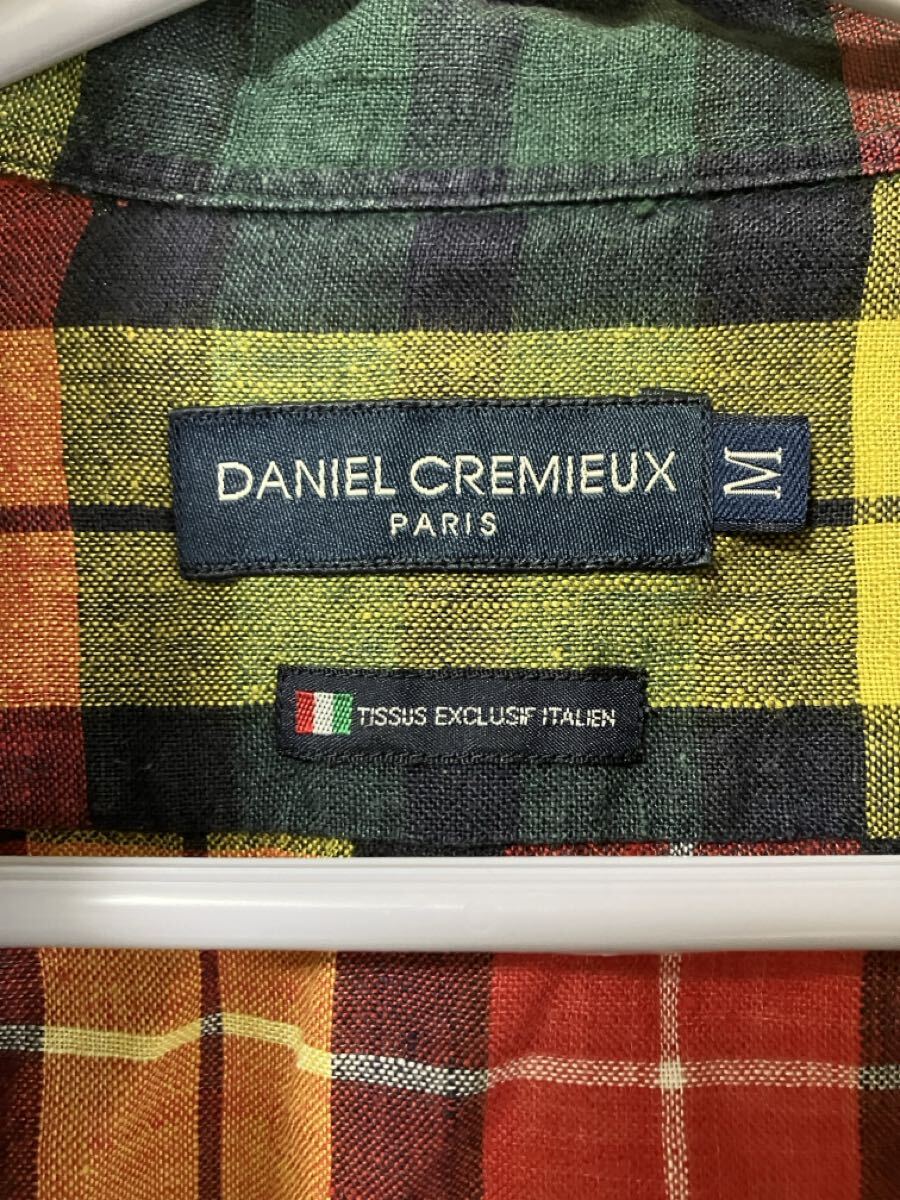 DANIEL CREMIEUX
PARIS
M
TISSUS EXCLUSIF ITALIEN